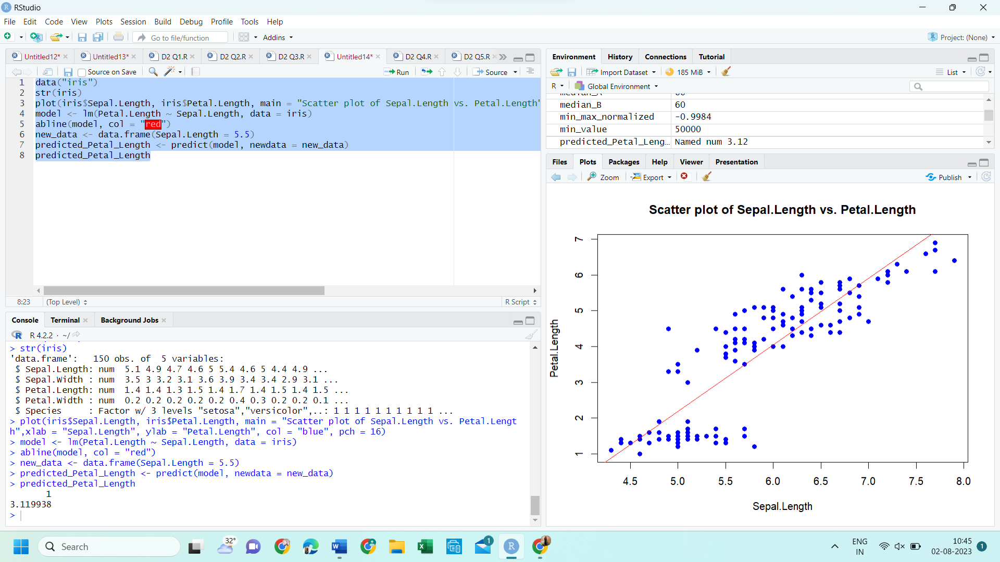 RStudio
File Edit Code View Plots Session Build Debug Profile Tools Help
Go to file/function Addins Project: (None)
Untitled12* Untitled13* D2 Q1.R D2 Q2.R D2 Q3.R Untitled14* D2 Q4.R D2 Q5.R
Source on Save Run Source
1 data("iris")
2 str(iris)
3 plot(iris$Sepal.Length, iris$Petal.Length, main = "Scatter plot of Sepal.Length vs. Petal.Length"
4 model <- lm(Petal.Length ~ Sepal.Length, data = iris)
5 abline(model, col = "red")
6 new_data <- data.frame(Sepal.Length = 5.5)
7 predicted_Petal_Length <- predict(model, newdata = new_data)
8 predicted_Petal_Length
8:23 (Top Level) R Script
Console Terminal Background Jobs
R 4.2.2 · ~/
> str(iris)
'data.frame': 150 obs. of 5 variables:
$ Sepal.Length: num 5.1 4.9 4.7 4.6 5 5.4 4.6 5 4.4 4.9 ...
$ Sepal.Width : num 3.5 3 3.2 3.1 3.6 3.9 3.4 3.4 2.9 3.1 ...
$ Petal.Length: num 1.4 1.4 1.3 1.5 1.4 1.7 1.4 1.5 1.4 1.5 ...
$ Petal.Width : num 0.2 0.2 0.2 0.2 0.2 0.4 0.3 0.2 0.2 0.1 ...
$ Species : Factor w/ 3 levels "setosa","versicolor",..: 1 1 1 1 1 1 1 1 1 1 ...
> plot(iris$Sepal.Length, iris$Petal.Length, main = "Scatter plot of Sepal.Length vs. Petal.Lengt
h",xlab = "Sepal.Length", ylab = "Petal.Length", col = "blue", pch = 16)
> model <- lm(Petal.Length ~ Sepal.Length, data = iris)
> abline(model, col = "red")
> new_data <- data.frame(Sepal.Length = 5.5)
> predicted_Petal_Length <- predict(model, newdata = new_data)
> predicted_Petal_Length
1
3.119938
>
Environment History Connections Tutorial
Import Dataset 185 MiB List
R Global Environment
median_A 60
median_B 60
min_max_normalized -0.9984
min_value 50000
predicted_Petal_Leng… Named num 3.12
Files Plots Packages Help Viewer Presentation
Zoom Export Publish
Scatter plot of Sepal.Length vs. Petal.Length
Petal.Length
7
6
5
4
3
2
1
4.5 5.0 5.5 6.0 6.5 7.0 7.5 8.0
Sepal.Length
Search 32° 1 ENG IN 10:45 02-08-2023 1